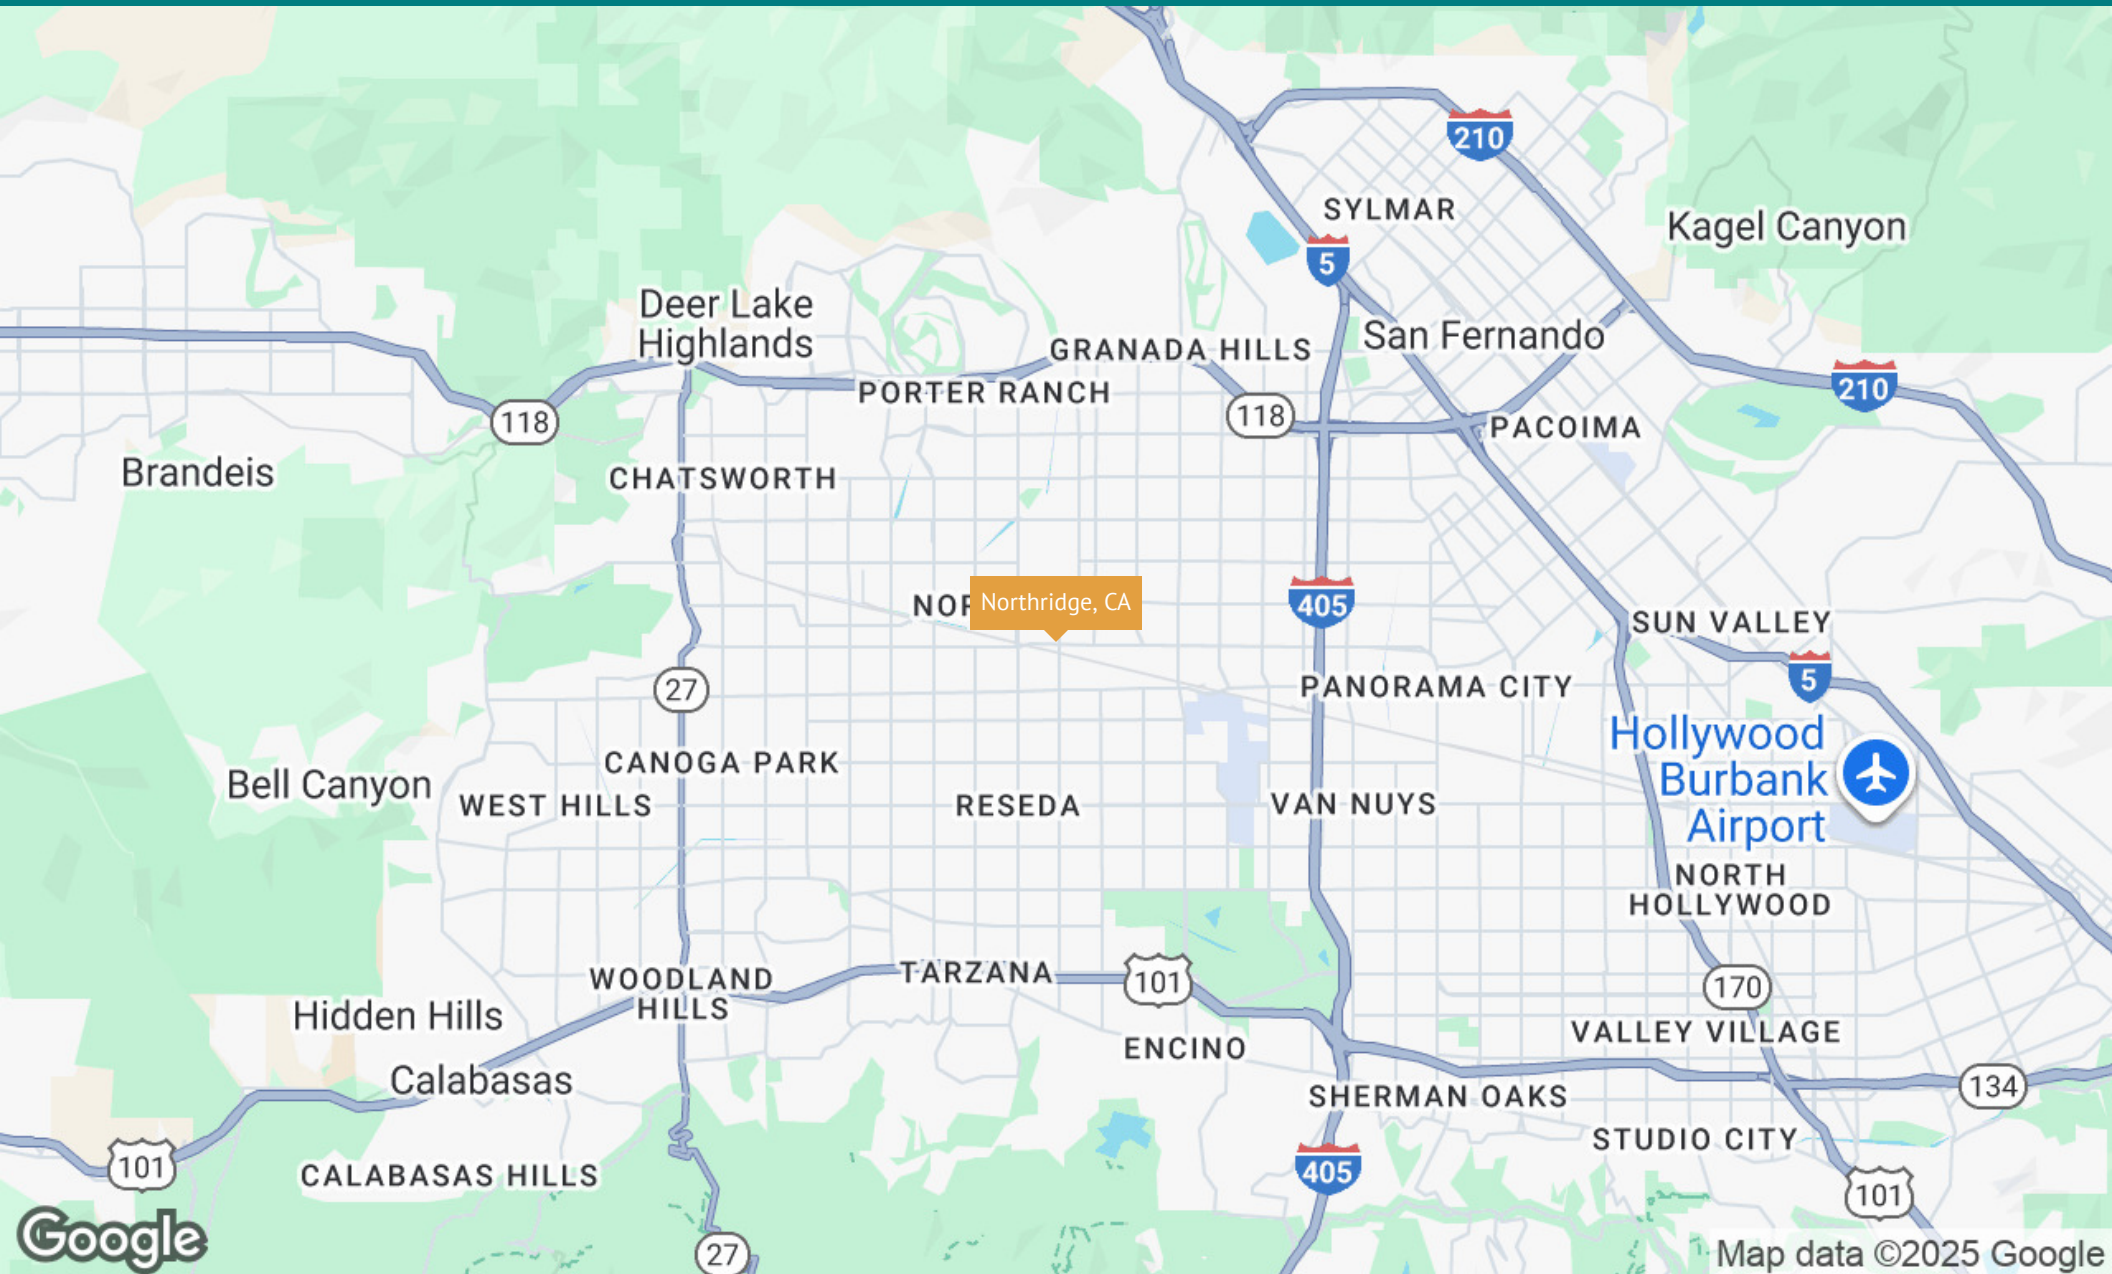 210
SYLMAR
Kagel Canyon
5
Deer Lake
Highlands
San Fernando
GRANADA HILLS
PORTER RANCH
210
118
118
PACOIMA
Brandeis
CHATSWORTH
NOR
Northridge, CA
405
SUN VALLEY
5
27
PANORAMA CITY
Hollywood
Burbank
Airport
CANOGA PARK
Bell Canyon
WEST HILLS
RESEDA
VAN NUYS
NORTH
HOLLYWOOD
WOODLAND
HILLS
TARZANA
101
170
Hidden Hills
VALLEY VILLAGE
ENCINO
Calabasas
SHERMAN OAKS
134
STUDIO CITY
101
CALABASAS HILLS
405
101
Google
27
Map data ©2025 Google